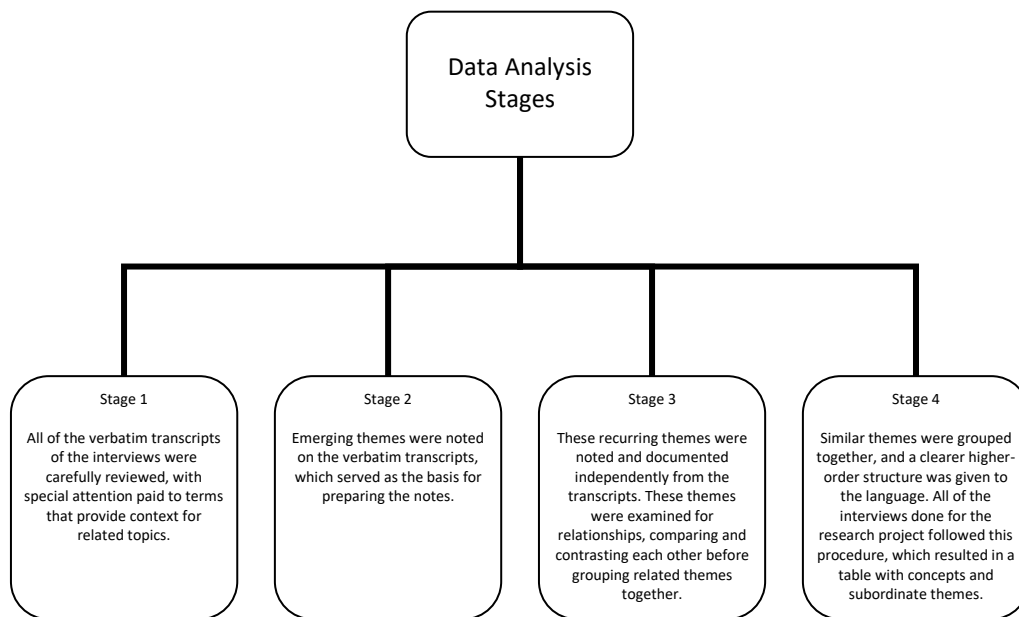 Data Analysis
Stages
Stage 1
All of the verbatim transcripts
of the interviews were
carefully reviewed, with
special attention paid to terms
that provide context for
related topics.
Stage 2
Emerging themes were noted
on the verbatim transcripts,
which served as the basis for
preparing the notes.
Stage 3
These recurring themes were
noted and documented
independently from the
transcripts. These themes
were examined for
relationships, comparing and
contrasting each other before
grouping related themes
together.
Stage 4
Similar themes were grouped
together, and a clearer higher-
order structure was given to
the language. All of the
interviews done for the
research project followed this
procedure, which resulted in a
table with concepts and
subordinate themes.